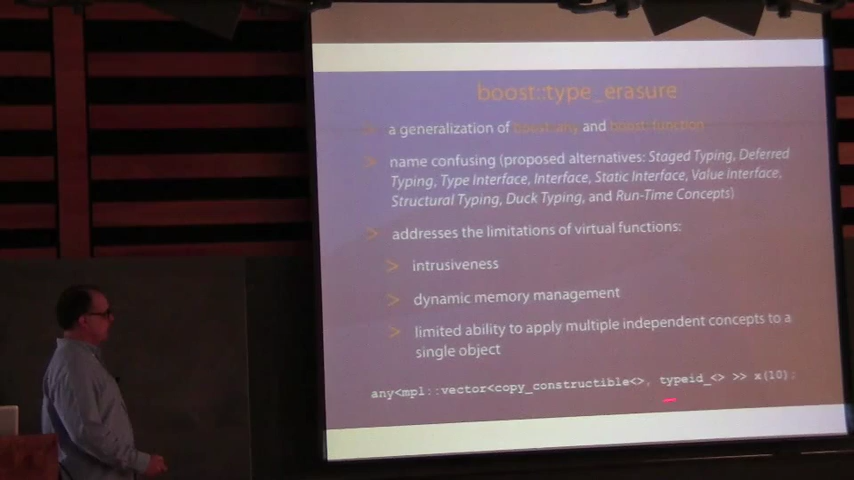 boost::type_erasure
> a generalization of boost::any and boost::function
> name confusing (proposed alternatives: Staged Typing, Deferred
Typing, Type Interface, Interface, Static Interface, Value Interface,
Structural Typing, Duck Typing, and Run-Time Concepts)
> addresses the limitations of virtual functions:
> intrusiveness
> dynamic memory management
> limited ability to apply multiple independent concepts to a
single object
any<mpl::vector<copy_constructible<>, typeid_<> >> x(10);